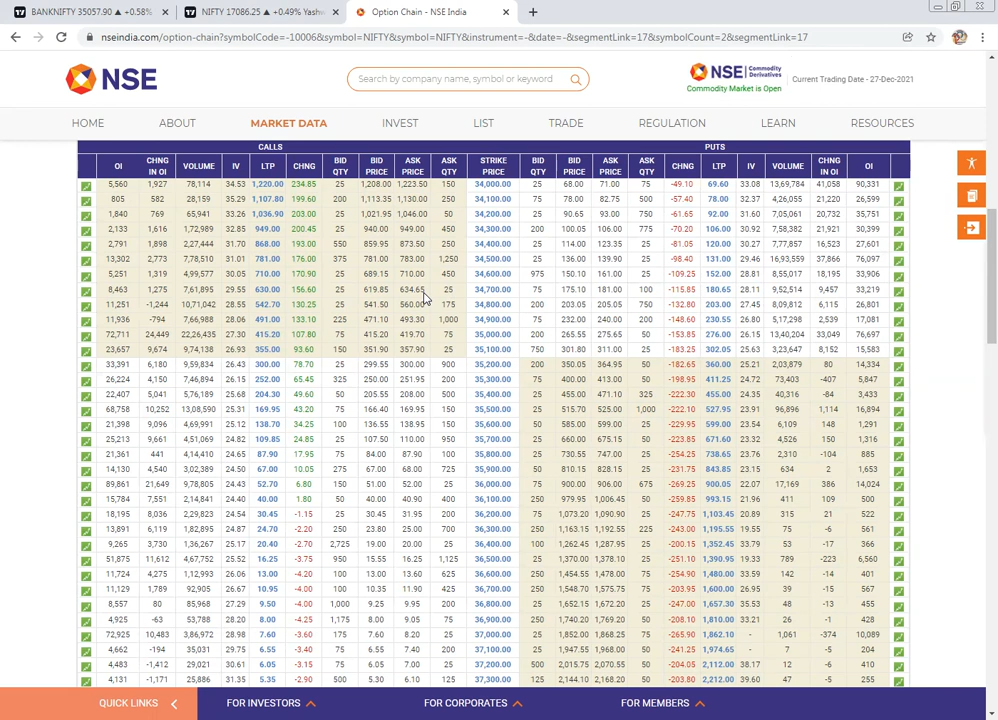 BANKNIFTY 35057.90 ▲ +0.58% × NIFTY 17086.25 ▲ +0.49% Yashw × Option Chain - NSE India × +
nseindia.com/option-chain?symbolCode=-10006&symbol=NIFTY&symbol=NIFTY&instrument=-&date=-&segmentLink=17&symbolCount=2&segmentLink=17
NSE Search by company name, symbol or keyword NSE Commodity Derivatives Current Trading Date - 27-Dec-2021
Commodity Market is Open
HOME ABOUT MARKET DATA INVEST LIST TRADE REGULATION LEARN RESOURCES
CALLS PUTS
OI CHNG IN OI VOLUME IV LTP CHNG BID QTY BID PRICE ASK PRICE ASK QTY STRIKE PRICE BID QTY BID PRICE ASK PRICE ASK QTY CHNG LTP IV VOLUME CHNG IN OI OI
5,560 1,927 78,114 34.53 1,220.00 234.85 25 1,208.00 1,223.50 150 34,000.00 25 68.00 71.00 75 -49.10 69.60 33.08 13,69,784 41,058 90,331
805 582 28,159 35.29 1,107.80 199.60 200 1,113.35 1,130.00 250 34,100.00 25 78.00 82.75 500 -57.40 78.00 32.37 4,26,055 21,220 26,599
1,840 769 65,941 33.26 1,036.90 203.00 25 1,021.95 1,046.00 50 34,200.00 25 90.65 93.00 750 -61.65 92.00 31.60 7,05,061 20,732 35,751
2,133 1,616 1,72,989 32.85 949.00 200.45 25 940.00 949.00 450 34,300.00 200 100.05 106.00 775 -70.20 106.00 30.92 7,58,382 21,921 30,399
2,791 1,898 2,27,444 31.70 868.00 193.00 550 859.95 873.50 250 34,400.00 50 114.00 123.35 25 -81.05 120.00 30.27 7,77,857 16,523 27,601
13,302 2,773 7,78,510 31.01 781.00 176.00 375 781.00 783.00 1,250 34,500.00 25 136.00 139.90 25 -98.40 131.00 29.46 16,93,559 37,866 76,097
5,251 1,319 4,99,577 30.05 710.00 170.90 25 689.15 710.00 450 34,600.00 975 150.10 161.00 25 -109.25 152.00 28.81 8,55,017 18,195 33,906
8,463 1,275 7,61,895 29.55 630.00 156.60 25 619.85 634.65 25 34,700.00 75 175.10 181.00 100 -115.85 180.65 28.11 9,52,514 9,457 33,219
11,251 -1,244 10,71,042 28.55 542.70 130.25 25 541.50 560.00 175 34,800.00 50 203.05 205.05 750 -132.80 203.00 27.45 8,09,912 6,115 26,801
11,936 -794 7,66,988 28.06 491.00 133.10 225 471.10 493.30 1,000 34,900.00 75 232.00 240.00 200 -148.60 230.55 26.80 5,17,298 2,539 17,081
72,711 24,449 22,26,435 27.30 415.20 107.80 75 415.20 419.70 75 35,000.00 200 265.55 275.65 50 -153.85 276.00 26.15 13,40,204 33,049 76,697
23,657 9,674 9,74,138 26.93 355.00 93.60 150 351.90 357.90 25 35,100.00 750 301.80 311.00 25 -183.25 302.05 25.63 3,23,647 8,152 15,583
33,391 6,180 9,59,834 26.43 300.00 78.70 25 299.55 300.00 900 35,200.00 200 350.05 364.95 50 -182.65 360.00 25.21 2,03,879 80 14,334
26,224 4,150 7,46,894 26.15 252.00 65.45 325 250.00 251.95 200 35,300.00 75 400.00 413.00 25 -198.95 411.25 24.72 73,403 -407 5,847
22,407 5,041 5,76,189 25.68 204.30 49.60 50 205.55 208.00 500 35,400.00 25 455.00 471.10 325 -222.30 455.00 24.35 40,316 -84 3,433
68,758 10,252 13,08,590 25.31 169.95 43.20 75 166.40 169.95 150 35,500.00 25 515.70 525.00 1,000 -222.10 527.95 23.91 96,896 1,114 16,894
21,398 9,096 4,69,991 25.12 138.70 34.25 100 136.55 138.95 150 35,600.00 50 585.00 599.00 25 -229.95 599.00 23.54 6,109 148 1,291
25,213 9,661 4,51,069 24.82 109.85 24.85 25 107.50 110.00 950 35,700.00 50 660.00 675.15 50 -223.85 671.60 23.32 4,526 150 1,316
21,361 441 4,14,410 24.65 87.90 17.95 75 84.00 87.90 100 35,800.00 25 730.55 747.00 25 -254.25 738.65 23.76 2,310 -104 885
14,130 4,540 3,02,389 24.50 67.00 10.05 275 67.00 68.00 725 35,900.00 50 810.15 828.15 50 -231.75 843.85 23.15 634 2 1,653
89,861 21,649 9,78,805 24.43 52.70 6.80 150 51.00 52.00 25 36,000.00 75 900.00 906.00 675 -269.25 900.05 22.07 17,169 386 14,024
15,784 7,551 2,14,841 24.40 40.00 1.80 50 40.00 40.90 400 36,100.00 250 979.95 1,006.45 50 -259.85 993.15 21.96 411 109 500
18,195 8,036 2,29,823 24.54 30.45 -1.15 25 30.45 31.95 200 36,200.00 75 1,073.20 1,090.90 25 -247.75 1,103.45 20.89 315 21 522
13,891 6,119 1,82,895 24.87 24.70 -2.20 250 23.80 25.00 700 36,300.00 250 1,163.15 1,192.55 225 -243.00 1,195.55 19.55 75 -6 561
9,265 3,730 1,36,267 25.17 20.40 -2.70 2,725 19.00 20.00 25 36,400.00 100 1,262.45 1,287.95 25 -200.15 1,352.45 33.79 53 -17 366
51,875 11,612 4,67,752 25.52 16.25 -3.75 950 15.55 16.25 1,125 36,500.00 25 1,370.00 1,378.10 25 -251.10 1,390.95 19.33 789 -223 6,560
11,724 4,275 1,12,993 26.06 13.00 -4.20 100 13.00 13.60 625 36,600.00 250 1,454.55 1,478.10 75 -254.90 1,480.00 33.59 142 -14 401
11,129 1,789 92,905 26.67 10.95 -4.00 100 10.35 11.90 425 36,700.00 250 1,548.70 1,575.75 75 -203.95 1,600.00 26.95 39 -15 567
8,557 80 85,968 27.29 9.50 -4.00 1,000 9.25 9.95 200 36,800.00 25 1,652.15 1,672.20 25 -247.00 1,657.30 35.53 48 -13 455
4,925 -63 53,788 28.20 8.00 -4.25 1,175 8.00 9.05 75 36,900.00 250 1,740.20 1,769.20 50 -208.10 1,810.00 33.21 26 -1 428
72,925 10,483 3,86,972 28.98 7.60 -3.60 175 7.60 8.20 25 37,000.00 25 1,852.00 1,868.25 75 -265.90 1,862.10 - 1,061 -374 10,089
4,662 -194 35,031 29.75 6.55 -3.40 75 6.55 7.40 200 37,100.00 25 1,947.55 1,968.00 25 -241.25 1,974.65 - 7 -5 204
4,483 -1,412 29,021 30.61 6.05 -3.15 75 6.05 7.00 25 37,200.00 500 2,015.75 2,070.55 50 -204.05 2,112.00 38.17 12 -6 410
4,131 -1,171 25,886 31.35 5.35 -2.90 500 5.30 6.10 125 37,300.00 125 2,144.10 2,168.20 50 -203.80 2,212.00 39.60 47 -5 255
QUICK LINKS FOR INVESTORS FOR CORPORATES FOR MEMBERS